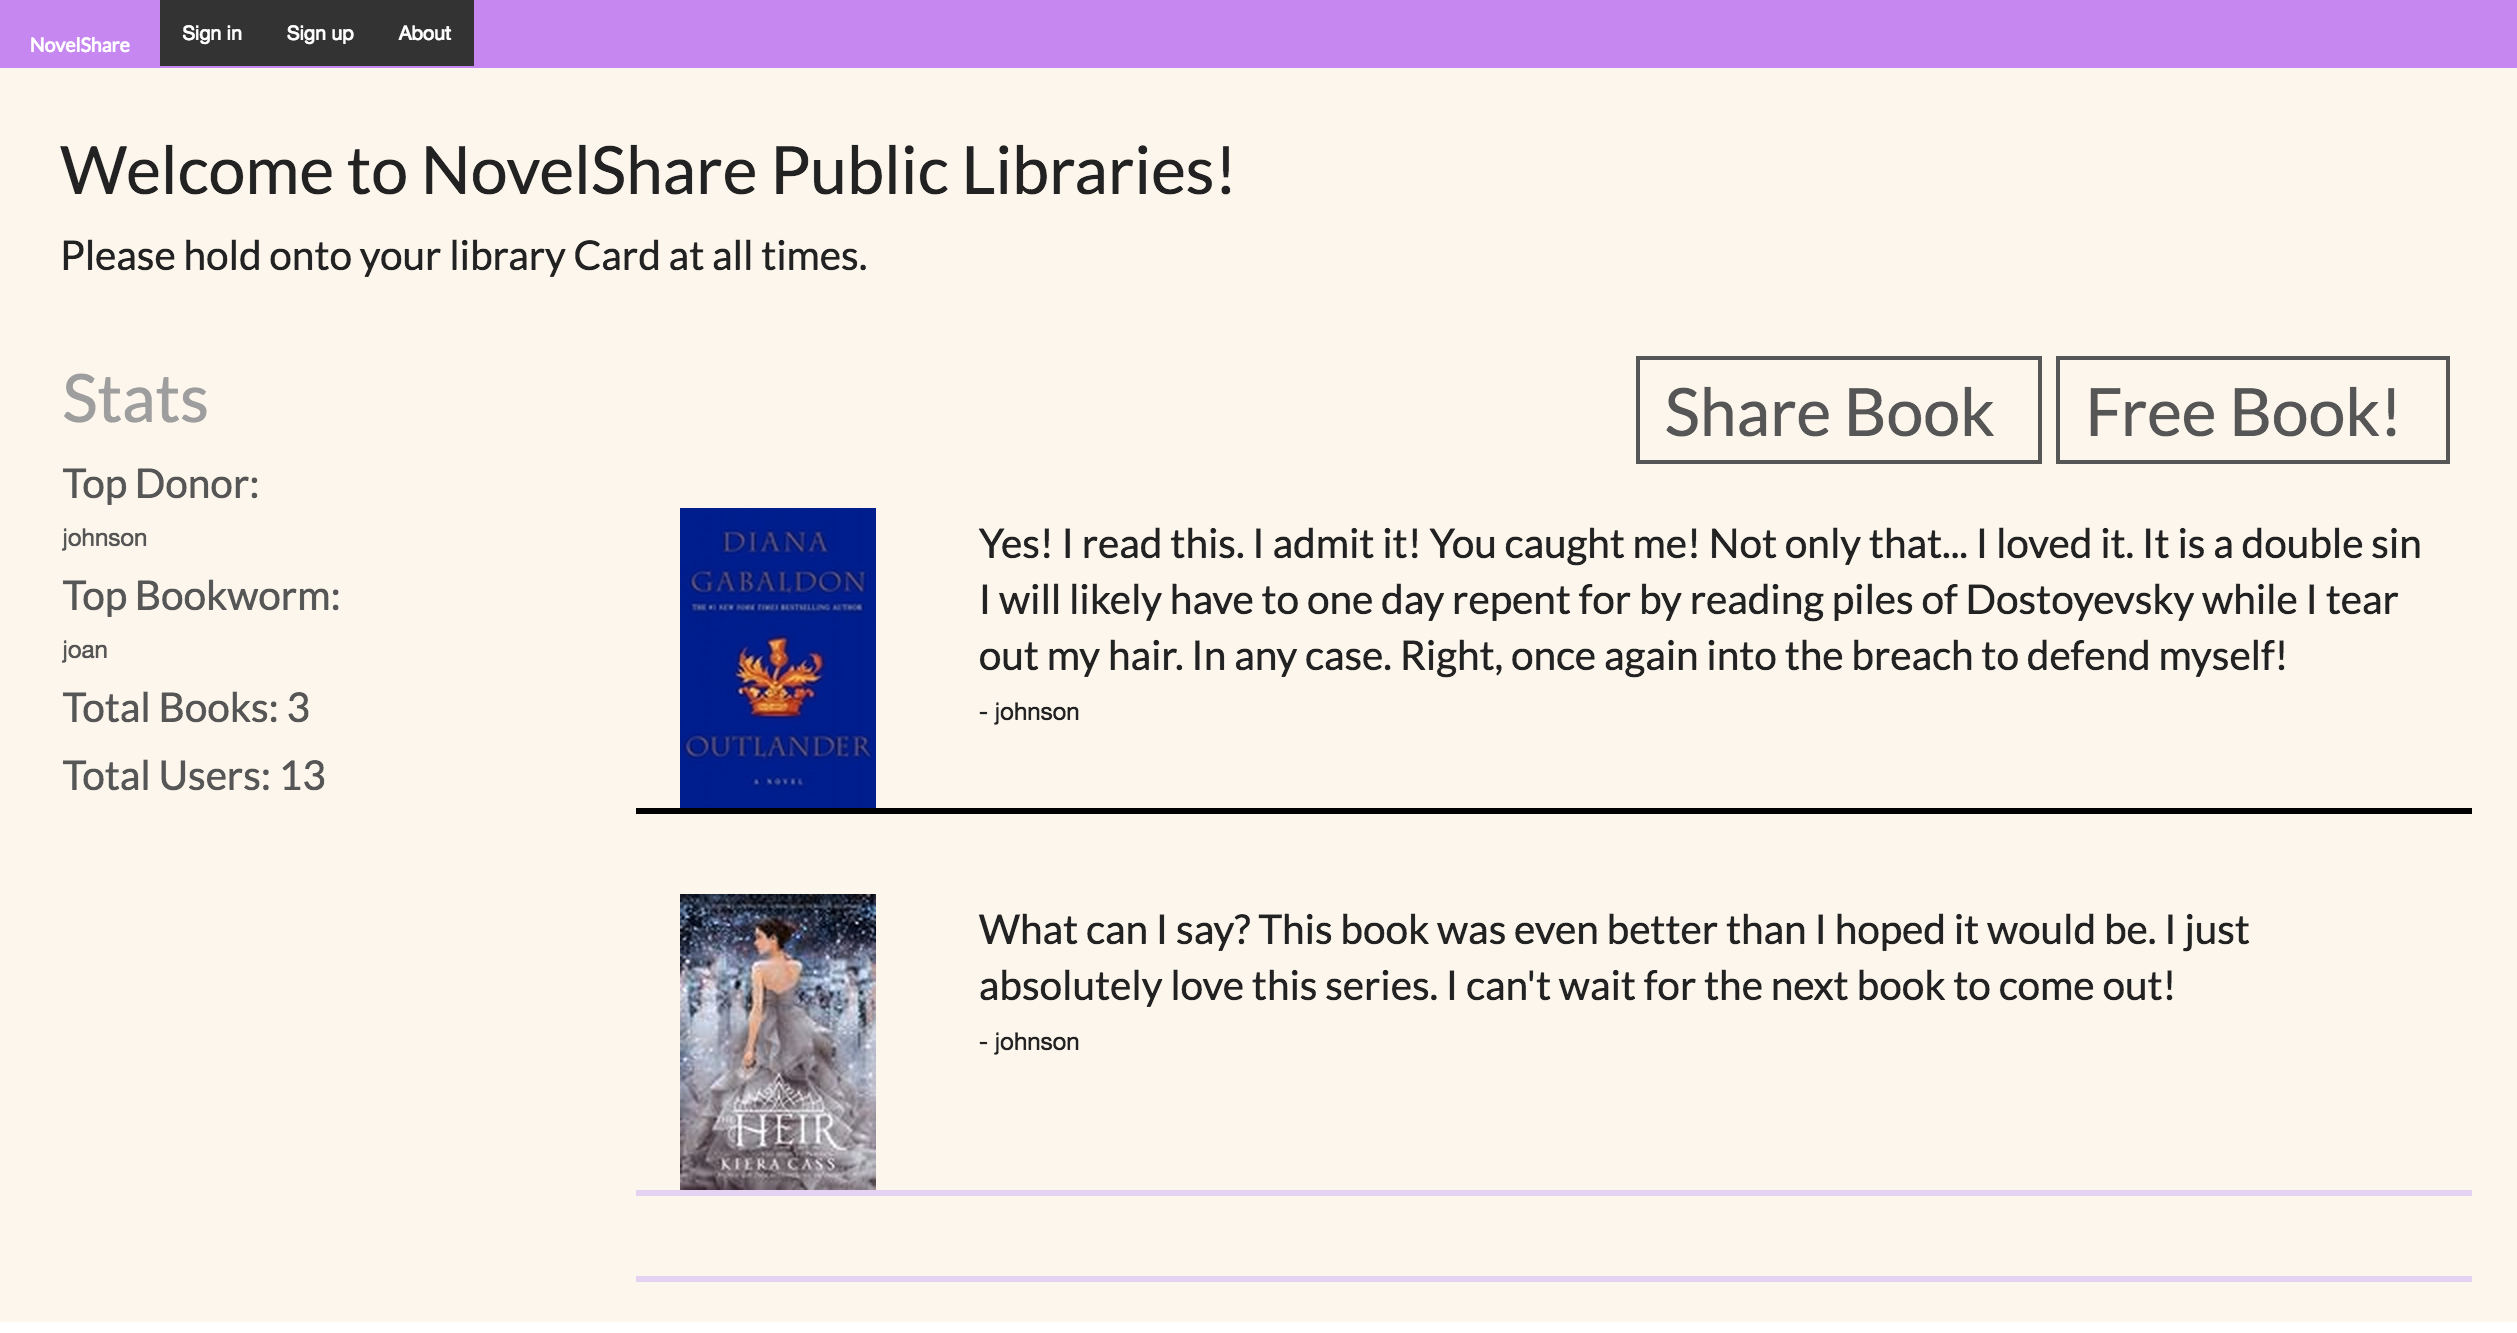 NovelShare
Sign in
Sign up
About
Welcome to NovelShare Public Libraries!
Please hold onto your library Card at all times.
Stats
Top Donor:
johnson
Top Bookworm:
joan
Total Books: 3
Total Users: 13
Share Book
Free Book!
DIANA
GABALDON
THE #1 NEW YORK TIMES BESTSELLING AUTHOR
OUTLANDER
A NOVEL
Yes! I read this. I admit it! You caught me! Not only that... I loved it. It is a double sin
I will likely have to one day repent for by reading piles of Dostoyevsky while I tear
out my hair. In any case. Right, once again into the breach to defend myself!
- johnson
THE
HEIR
KIERA CASS
What can I say? This book was even better than I hoped it would be. I just
absolutely love this series. I can't wait for the next book to come out!
- johnson